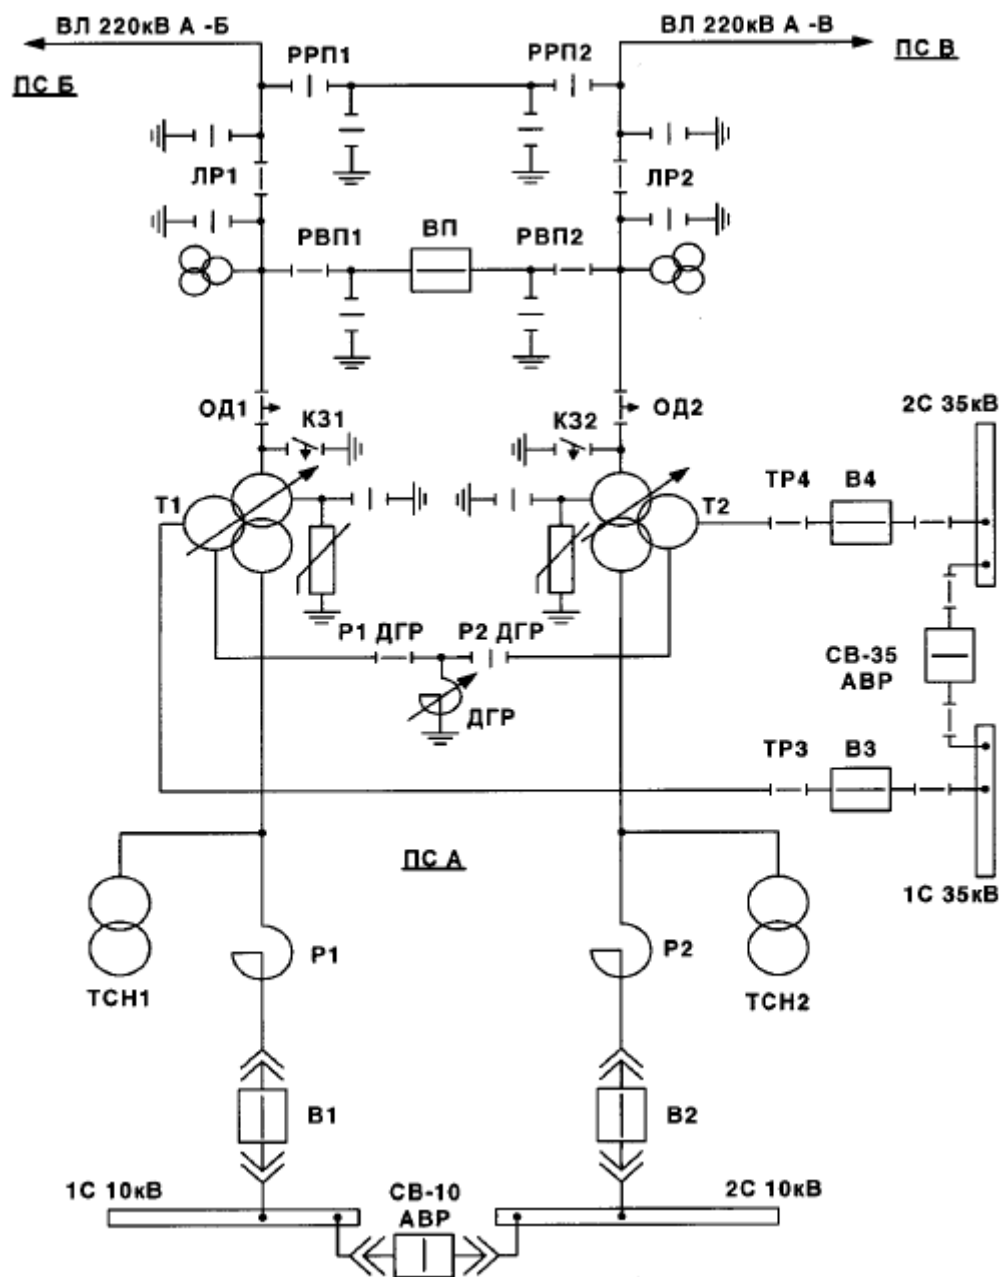 ВЛ 220кВ А -Б
ВЛ 220кВ А -В
РРП1
РРП2
ПС Б
ПС В
ЛР1
ЛР2
РВП1
ВП
РВП2
ОД1
КЗ1
КЗ2
ОД2
2С 35кВ
Т1
Т2
ТР4
В4
Р1 ДГР
Р2 ДГР
СВ-35
АВР
ДГР
ТР3
В3
ПС А
1С 35кВ
Р1
Р2
ТСН1
ТСН2
В1
В2
1С 10кВ
СВ-10
АВР
2С 10кВ